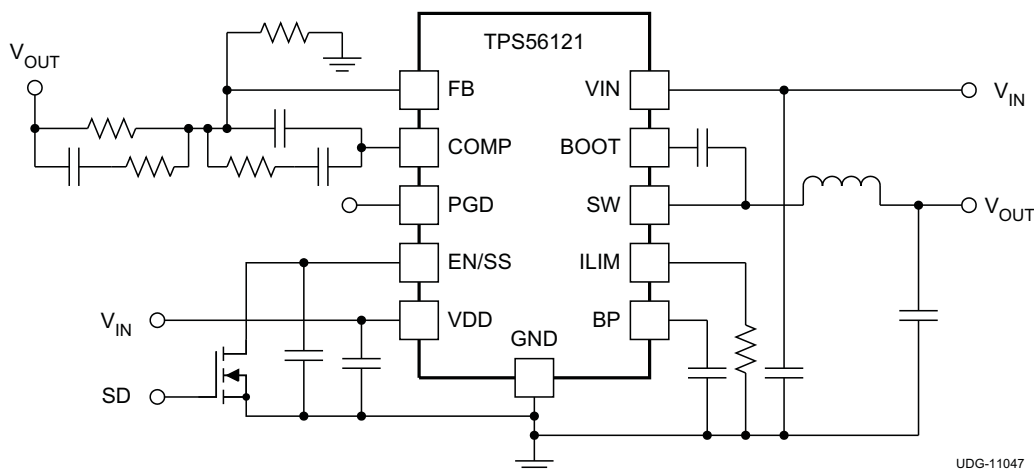 TPS56121
VOUT
FB
VIN
VIN
COMP
BOOT
PGD
SW
VOUT
EN/SS
ILIM
VIN
VDD
BP
GND
SD
UDG-11047